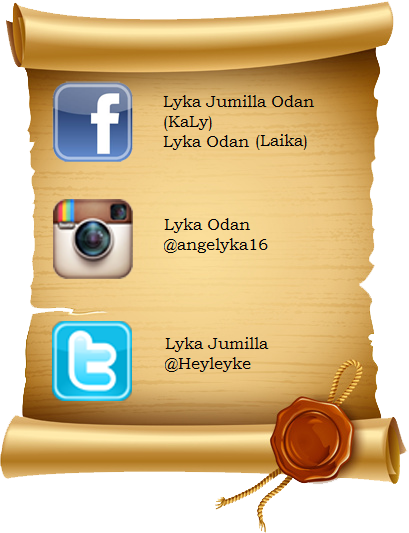 Lyka Jumilla Odan
(KaLy)
Lyka Odan (Laika)
Lyka Odan
@angelyka16
Lyka Jumilla
@Heyleyke